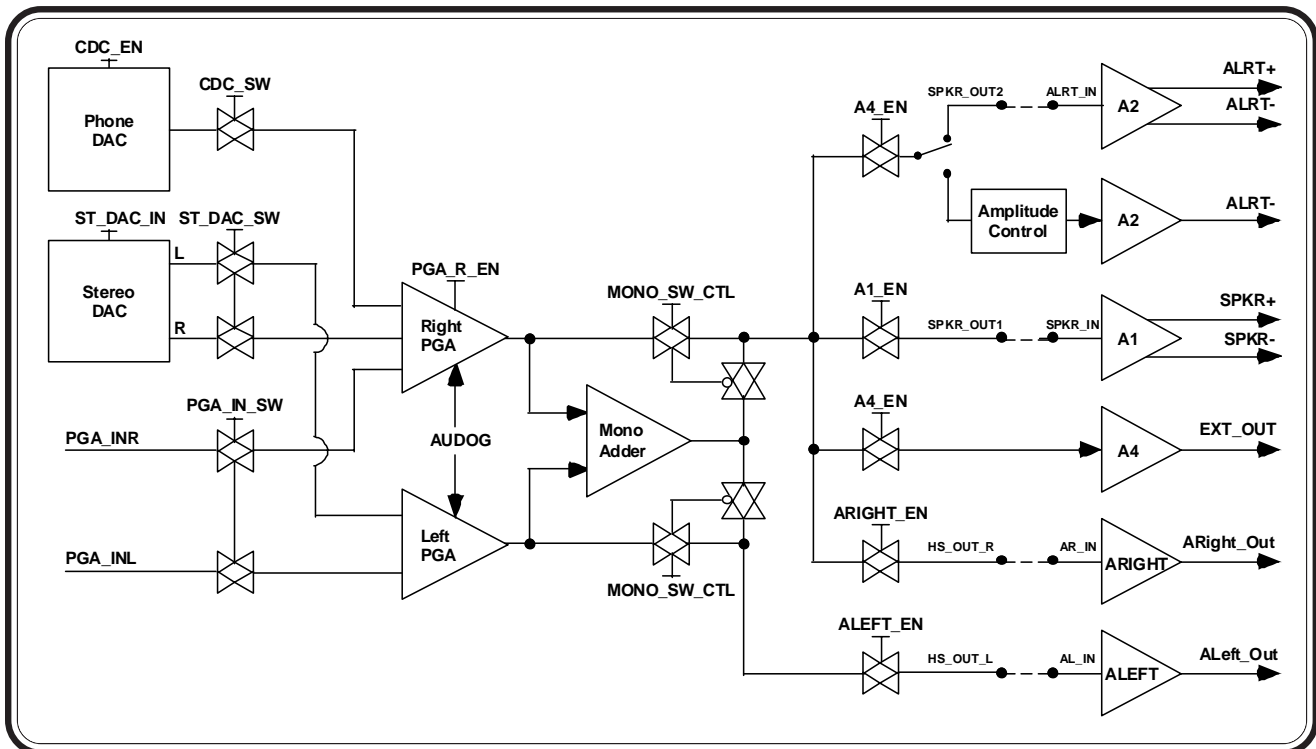 CDC_EN
CDC_SW
Phone
DAC
ST_DAC_IN
ST_DAC_SW
L
Stereo
DAC
R
PGA_IN_SW
PGA_INR
PGA_INL
PGA_R_EN
Right
PGA
AUDOG
Left
PGA
MONO_SW_CTL
Mono
Adder
MONO_SW_CTL
A4_EN
SPKR_OUT2
ALRT_IN
A2
ALRT+
ALRT-
Amplitude
Control
A2
ALRT-
A1_EN
SPKR_OUT1
SPKR_IN
A1
SPKR+
SPKR-
A4_EN
A4
EXT_OUT
ARIGHT_EN
HS_OUT_R
AR_IN
ARIGHT
ARight_Out
ALEFT_EN
HS_OUT_L
AL_IN
ALEFT
ALeft_Out